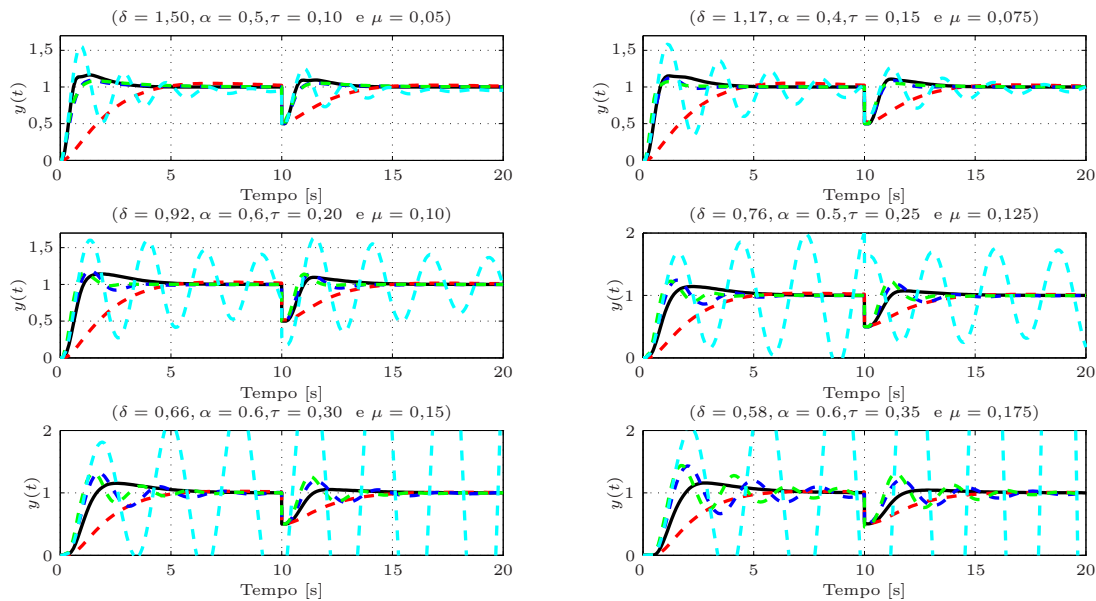 (δ = 1,50, α = 0,5,τ = 0,10 e μ = 0,05)
y(t)
1,5
1
0,5
0
0 5 10 15 20
Tempo [s]
(δ = 1,17, α = 0,4,τ = 0,15 e μ = 0,075)
y(t)
1,5
1
0,5
0
0 5 10 15 20
Tempo [s]
(δ = 0,92, α = 0,6,τ = 0,20 e μ = 0,10)
y(t)
1,5
1
0,5
0
0 5 10 15 20
Tempo [s]
(δ = 0,76, α = 0.5,τ = 0,25 e μ = 0,125)
y(t)
2
1
0
0 5 10 15 20
Tempo [s]
(δ = 0,66, α = 0.6,τ = 0,30 e μ = 0,15)
y(t)
2
1
0
0 5 10 15 20
Tempo [s]
(δ = 0,58, α = 0.6,τ = 0,35 e μ = 0,175)
y(t)
2
1
0
0 5 10 15 20
Tempo [s]